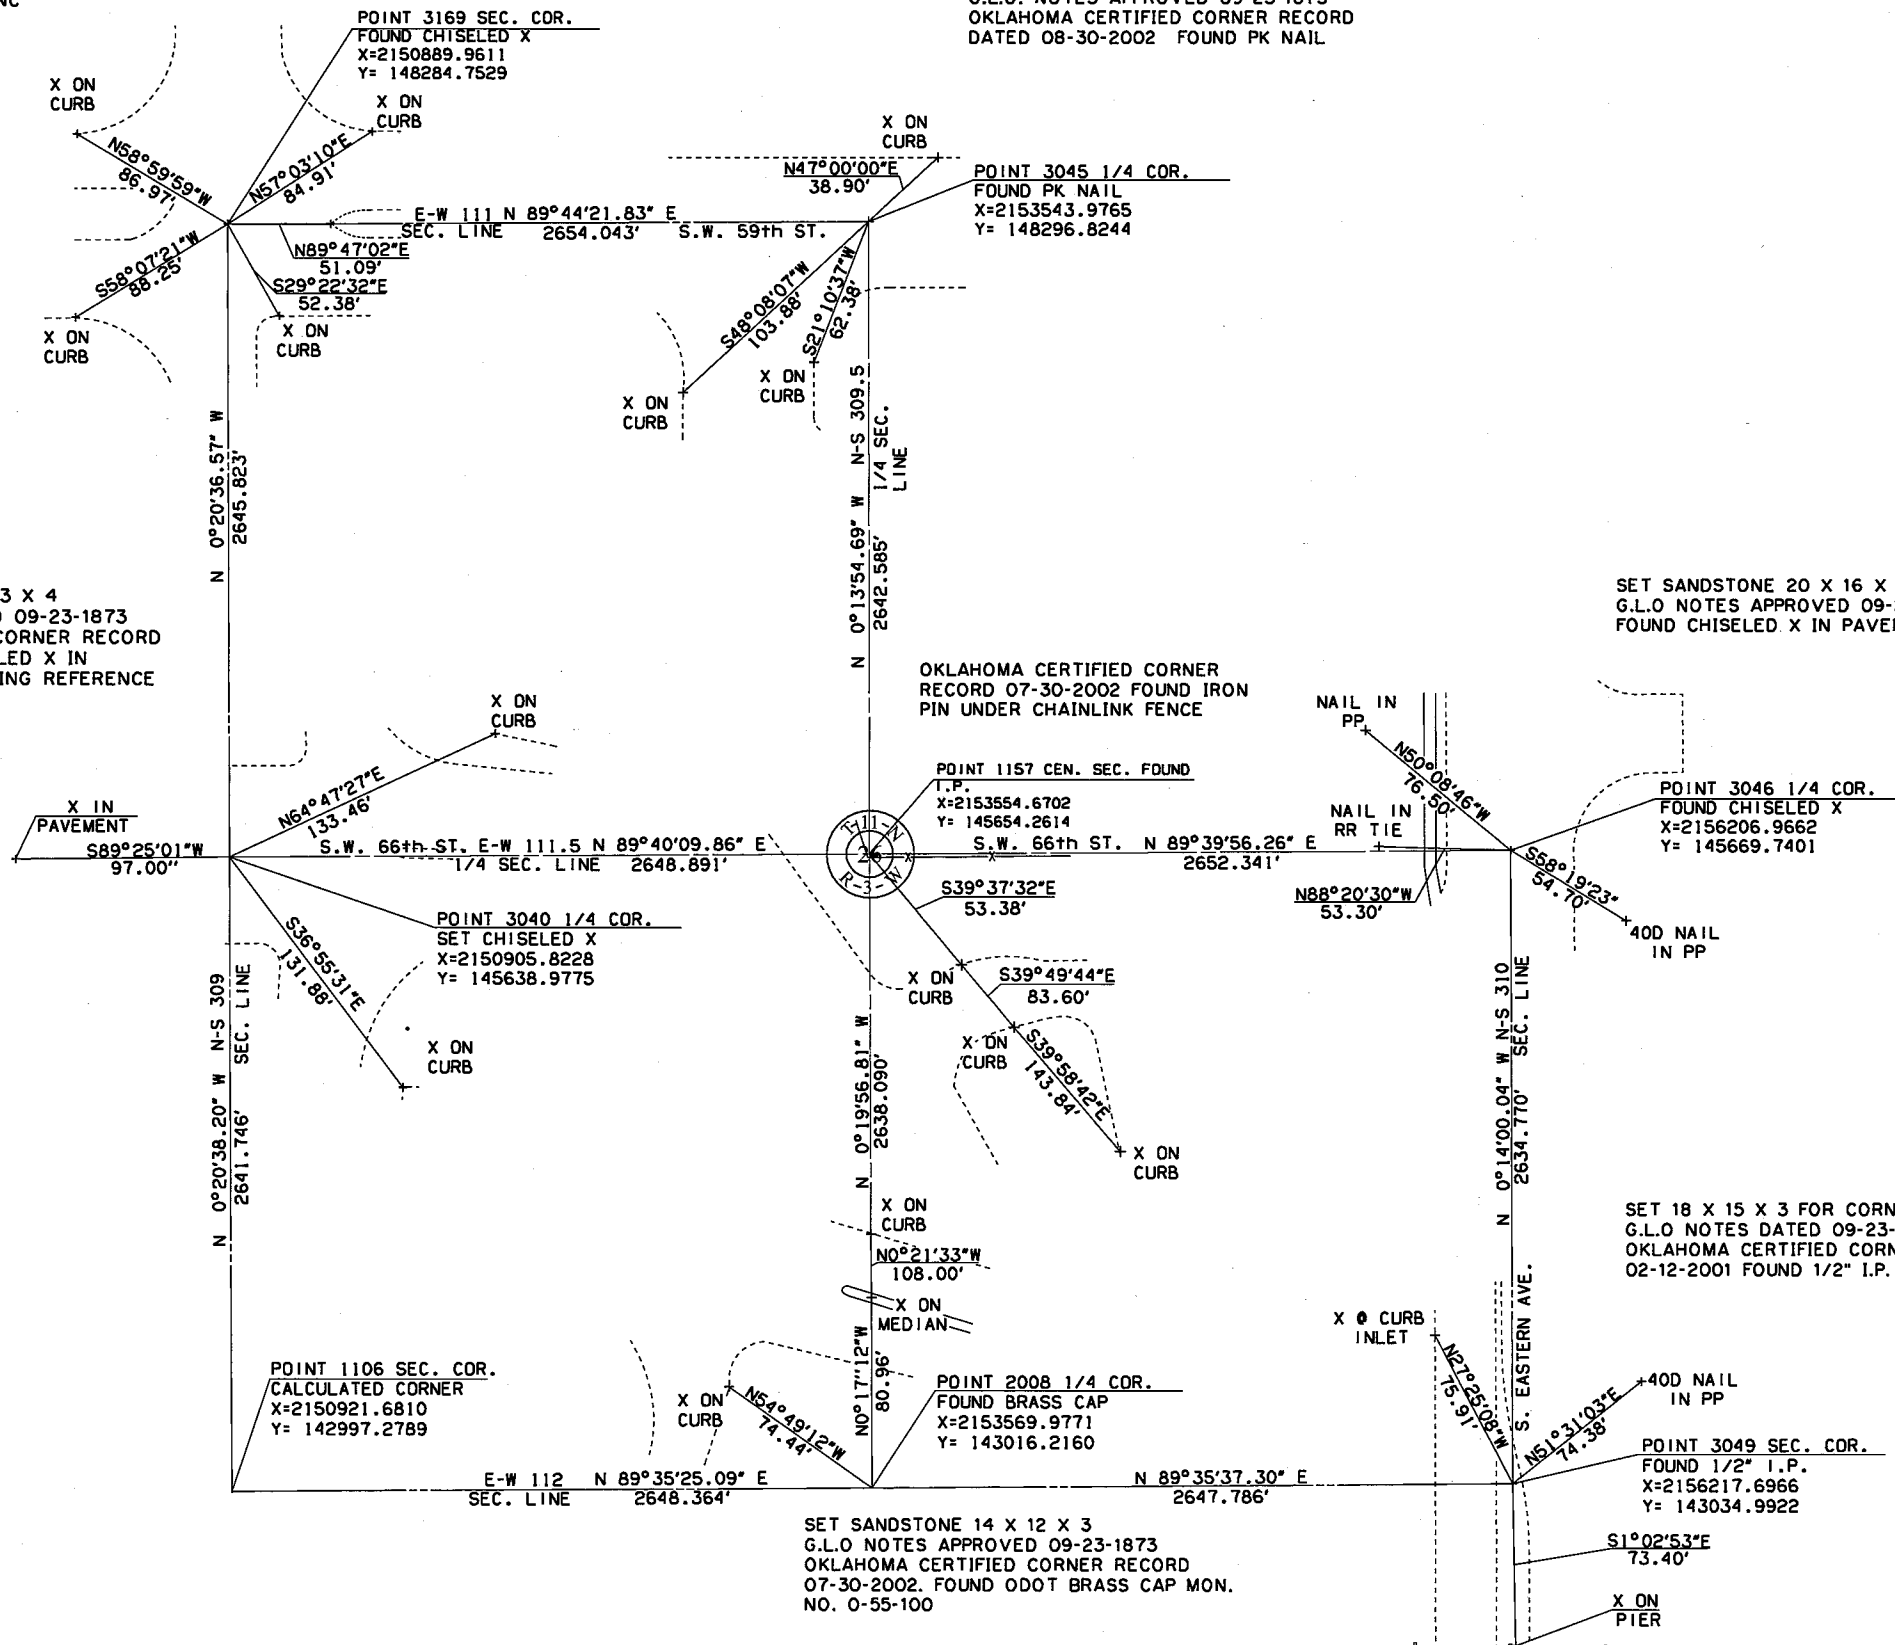 POINT 3169 SEC. COR.
FOUND CHISELED X
X=2150889.9611
Y= 148284.7529
OKLAHOMA CERTIFIED CORNER RECORD
DATED 08-30-2002 FOUND PK NAIL
X ON
CURB
X ON
CURB
N58°59'59"W
86.97'
N57°03'10"E
84.91'
X ON
CURB
N47°00'00"E
38.90'
POINT 3045 1/4 COR.
FOUND PK NAIL
X=2153543.9765
Y= 148296.8244
E-W 111 N 89°44'21.83" E
SEC. LINE 2654.043' S.W. 59th ST.
N89°47'02"E
51.09'
S58°07'21"W
88.25'
S29°22'32"E
52.38'
X ON
CURB
X ON
CURB
S48°08'07"W
103.88'
S21°10'37"W
62.38'
X ON
CURB
X ON
CURB
N 0°20'36.57" W
2645.823'
N 0°13'54.69" W N-S 309.5
2642.585' 1/4 SEC.
LINE
3 X 4
09-23-1873
CORNER RECORD
LED X IN
ING REFERENCE
SET SANDSTONE 20 X 16 X
G.L.O NOTES APPROVED 09-
FOUND CHISELED X IN PAVE
OKLAHOMA CERTIFIED CORNER
RECORD 07-30-2002 FOUND IRON
PIN UNDER CHAINLINK FENCE
X ON
CURB
NAIL IN
PP
N50°08'46"W
76.50'
POINT 1157 CEN. SEC. FOUND
I.P.
X=2153554.6702
Y= 145654.2614
POINT 3046 1/4 COR.
FOUND CHISELED X
X=2156206.9662
Y= 145669.7401
N64°47'27"E
133.46'
X IN
PAVEMENT
S89°25'01"W
97.00"
NAIL IN
RR TIE
T-11-N
R-3-W
S.W. 66th ST. E-W 111.5 N 89°40'09.86" E
1/4 SEC. LINE 2648.891'
S.W. 66th ST. N 89°39'56.26" E
2652.341'
X
X
S39°37'32"E
53.38'
N88°20'30"W
53.30'
S58°19'23"
54.70'
40D NAIL
IN PP
POINT 3040 1/4 COR.
SET CHISELED X
X=2150905.8228
Y= 145638.9775
S36°55'31"E
131.88'
X ON
CURB
X ON
CURB
S39°49'44"E
83.60'
X ON
CURB
S39°58'42"E
143.84'
X ON
CURB
N 0°20'38.20" W N-S 309
2641.746' SEC. LINE
N 0°19'56.81" W
2638.090'
N 0°14'00.04" W N-S 310
2634.770' SEC. LINE
S. EASTERN AVE.
X ON
CURB
N0°21'33"W
108.00'
X ON
MEDIAN
N0°17"12"W
80.96'
SET 18 X 15 X 3 FOR CORN
G.L.O NOTES DATED 09-23-
OKLAHOMA CERTIFIED CORN
02-12-2001 FOUND 1/2" I.P.
X @ CURB
INLET
N27°25'08"W
75.91'
N51°31'03"E
74.38'
40D NAIL
IN PP
POINT 1106 SEC. COR.
CALCULATED CORNER
X=2150921.6810
Y= 142997.2789
X ON
CURB
N54°49'12"W
74.44'
POINT 2008 1/4 COR.
FOUND BRASS CAP
X=2153569.9771
Y= 143016.2160
POINT 3049 SEC. COR.
FOUND 1/2" I.P.
X=2156217.6966
Y= 143034.9922
E-W 112 N 89°35'25.09" E
SEC. LINE 2648.364'
N 89°35'37.30" E
2647.786'
SET SANDSTONE 14 X 12 X 3
G.L.O NOTES APPROVED 09-23-1873
OKLAHOMA CERTIFIED CORNER RECORD
07-30-2002. FOUND ODOT BRASS CAP MON.
NO. O-55-100
S1°02'53"E
73.40'
X ON
PIER